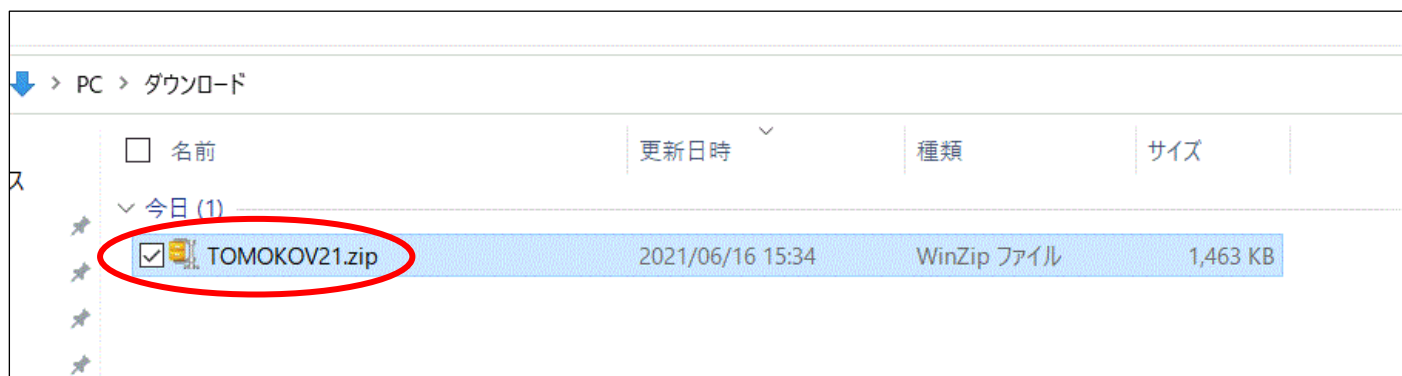 > PC > ダウンロード
名前 更新日時 種類 サイズ
ス
今日 (1)
TOMOKOV21.zip 2021/06/16 15:34 WinZip ファイル 1,463 KB